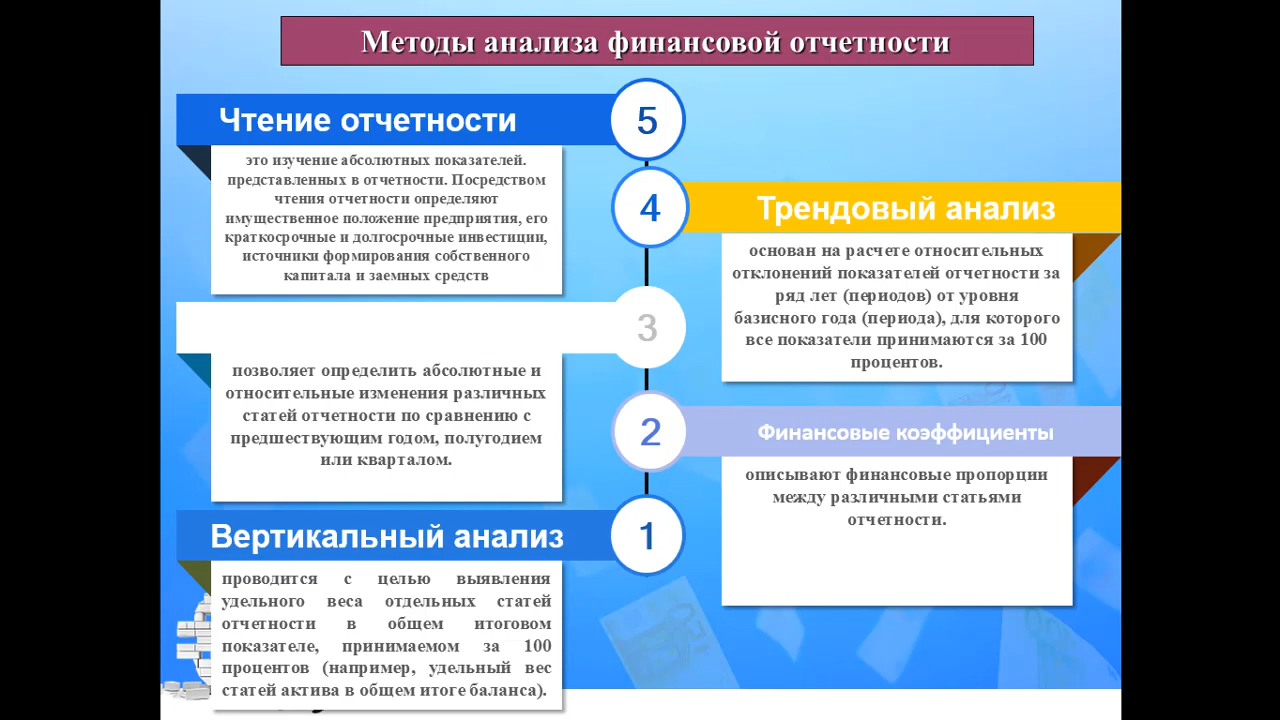 Методы анализа финансовой отчетности
Чтение отчетности
5
это изучение абсолютных показателей.
представленных в отчетности. Посредством
чтения отчетности определяют
имущественное положение предприятия, его
краткосрочные и долгосрочные инвестиции,
источники формирования собственного
капитала и заемных средств
4
Трендовый анализ
основан на расчете относительных
отклонений показателей отчетности за
ряд лет (периодов) от уровня
базисного года (периода), для которого
все показатели принимаются за 100
процентов.
3
позволяет определить абсолютные и
относительные изменения различных
статей отчетности по сравнению с
предшествующим годом, полугодием
или кварталом.
2
Финансовые коэффициенты
описывают финансовые пропорции
между различными статьями
отчетности.
Вертикальный анализ
1
проводится с целью выявления
удельного веса отдельных статей
отчетности в общем итоговом
показателе, принимаемом за 100
процентов (например, удельный вес
статей актива в общем итоге баланса).